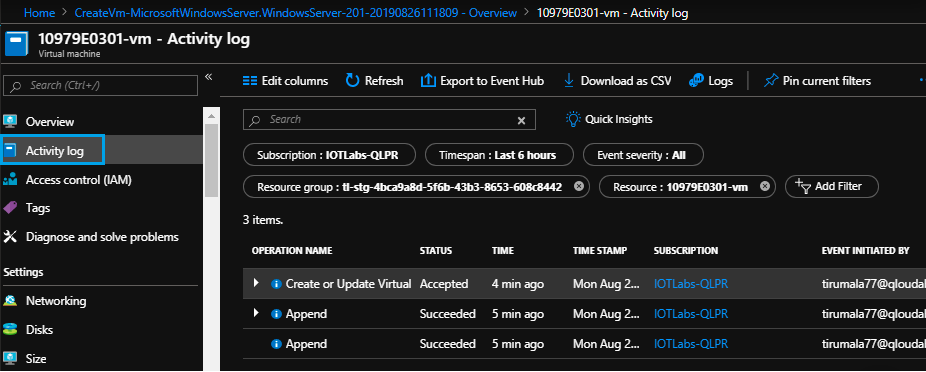 Home > CreateVm-MicrosoftWindowsServer.WindowsServer-201-20190826111809 - Overview > 10979E0301-vm - Activity log
10979E0301-vm - Activity log
Virtual machine
Search (Ctrl+/)
«
Overview
Activity log
Access control (IAM)
Tags
Diagnose and solve problems
Settings
Networking
Disks
Size
Edit columns Refresh Export to Event Hub Download as CSV Logs Pin current filters
Search Quick Insights
Subscription : IOTLabs-QLPR Timespan : Last 6 hours Event severity : All
Resource group : tl-stg-4bca9a8d-5f6b-43b3-8653-608c8442 Resource : 10979E0301-vm Add Filter
3 items.
OPERATION NAME STATUS TIME TIME STAMP SUBSCRIPTION EVENT INITIATED BY
Create or Update Virtual Accepted 4 min ago Mon Aug 2... IOTLabs-QLPR tirumala77@qlouda
Append Succeeded 5 min ago Mon Aug 2... IOTLabs-QLPR tirumala77@qlouda
Append Succeeded 5 min ago Mon Aug 2... IOTLabs-QLPR tirumala77@qlouda